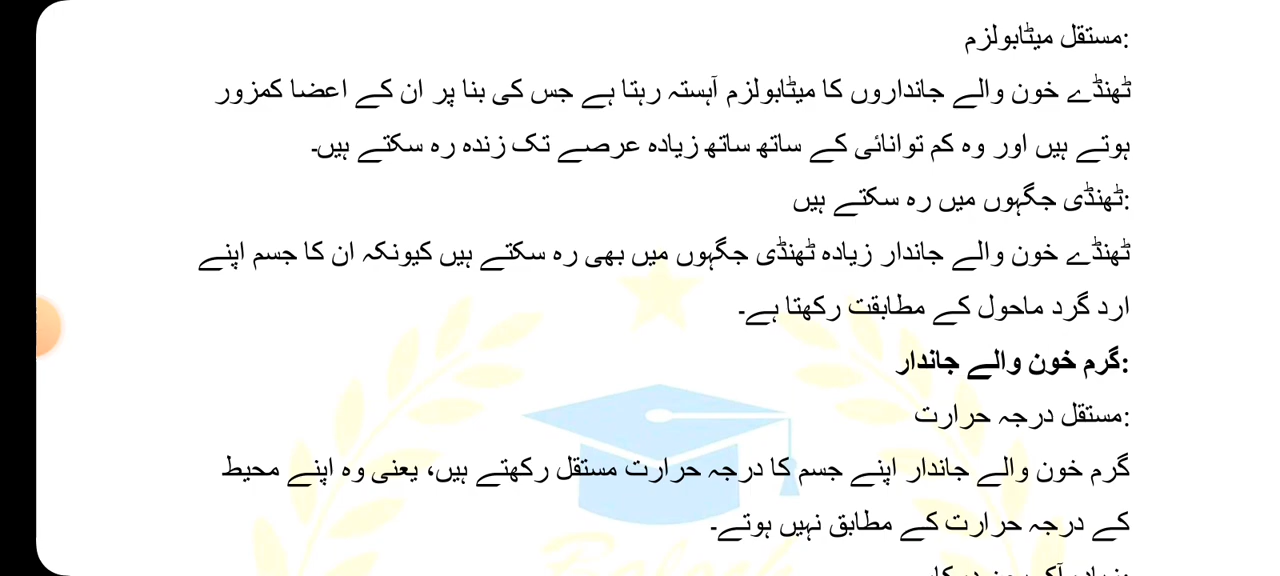 مستقل میٹابولزم:
ٹھنڈے خون والے جانداروں کا میٹابولزم آہستہ رہتا ہے جس کی بنا پر ان کے اعضا کمزور
ہوتے ہیں اور وہ کم توانائی کے ساتھ ساتھ زیادہ عرصے تک زندہ رہ سکتے ہیں۔
ٹھنڈی جگہوں میں رہ سکتے ہیں:
ٹھنڈے خون والے جاندار زیادہ ٹھنڈی جگہوں میں بھی رہ سکتے ہیں کیونکہ ان کا جسم اپنے
ارد گرد ماحول کے مطابقت رکھتا ہے۔
گرم خون والے جاندار:
مستقل درجہ حرارت:
گرم خون والے جاندار اپنے جسم کا درجہ حرارت مستقل رکھتے ہیں، یعنی وہ اپنے محیط
کے درجہ حرارت کے مطابق نہیں ہوتے۔